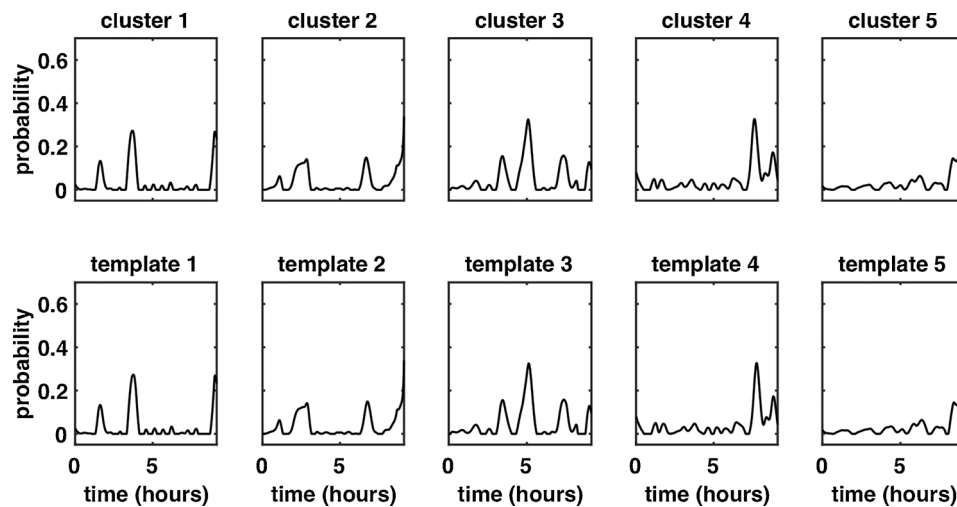 cluster 1 cluster 2 cluster 3 cluster 4 cluster 5
probability
0.6
0.4
0.2
0
template 1 template 2 template 3 template 4 template 5
probability
0.6
0.4
0.2
0
0 5 0 5 0 5 0 5 0 5
time (hours) time (hours) time (hours) time (hours) time (hours)